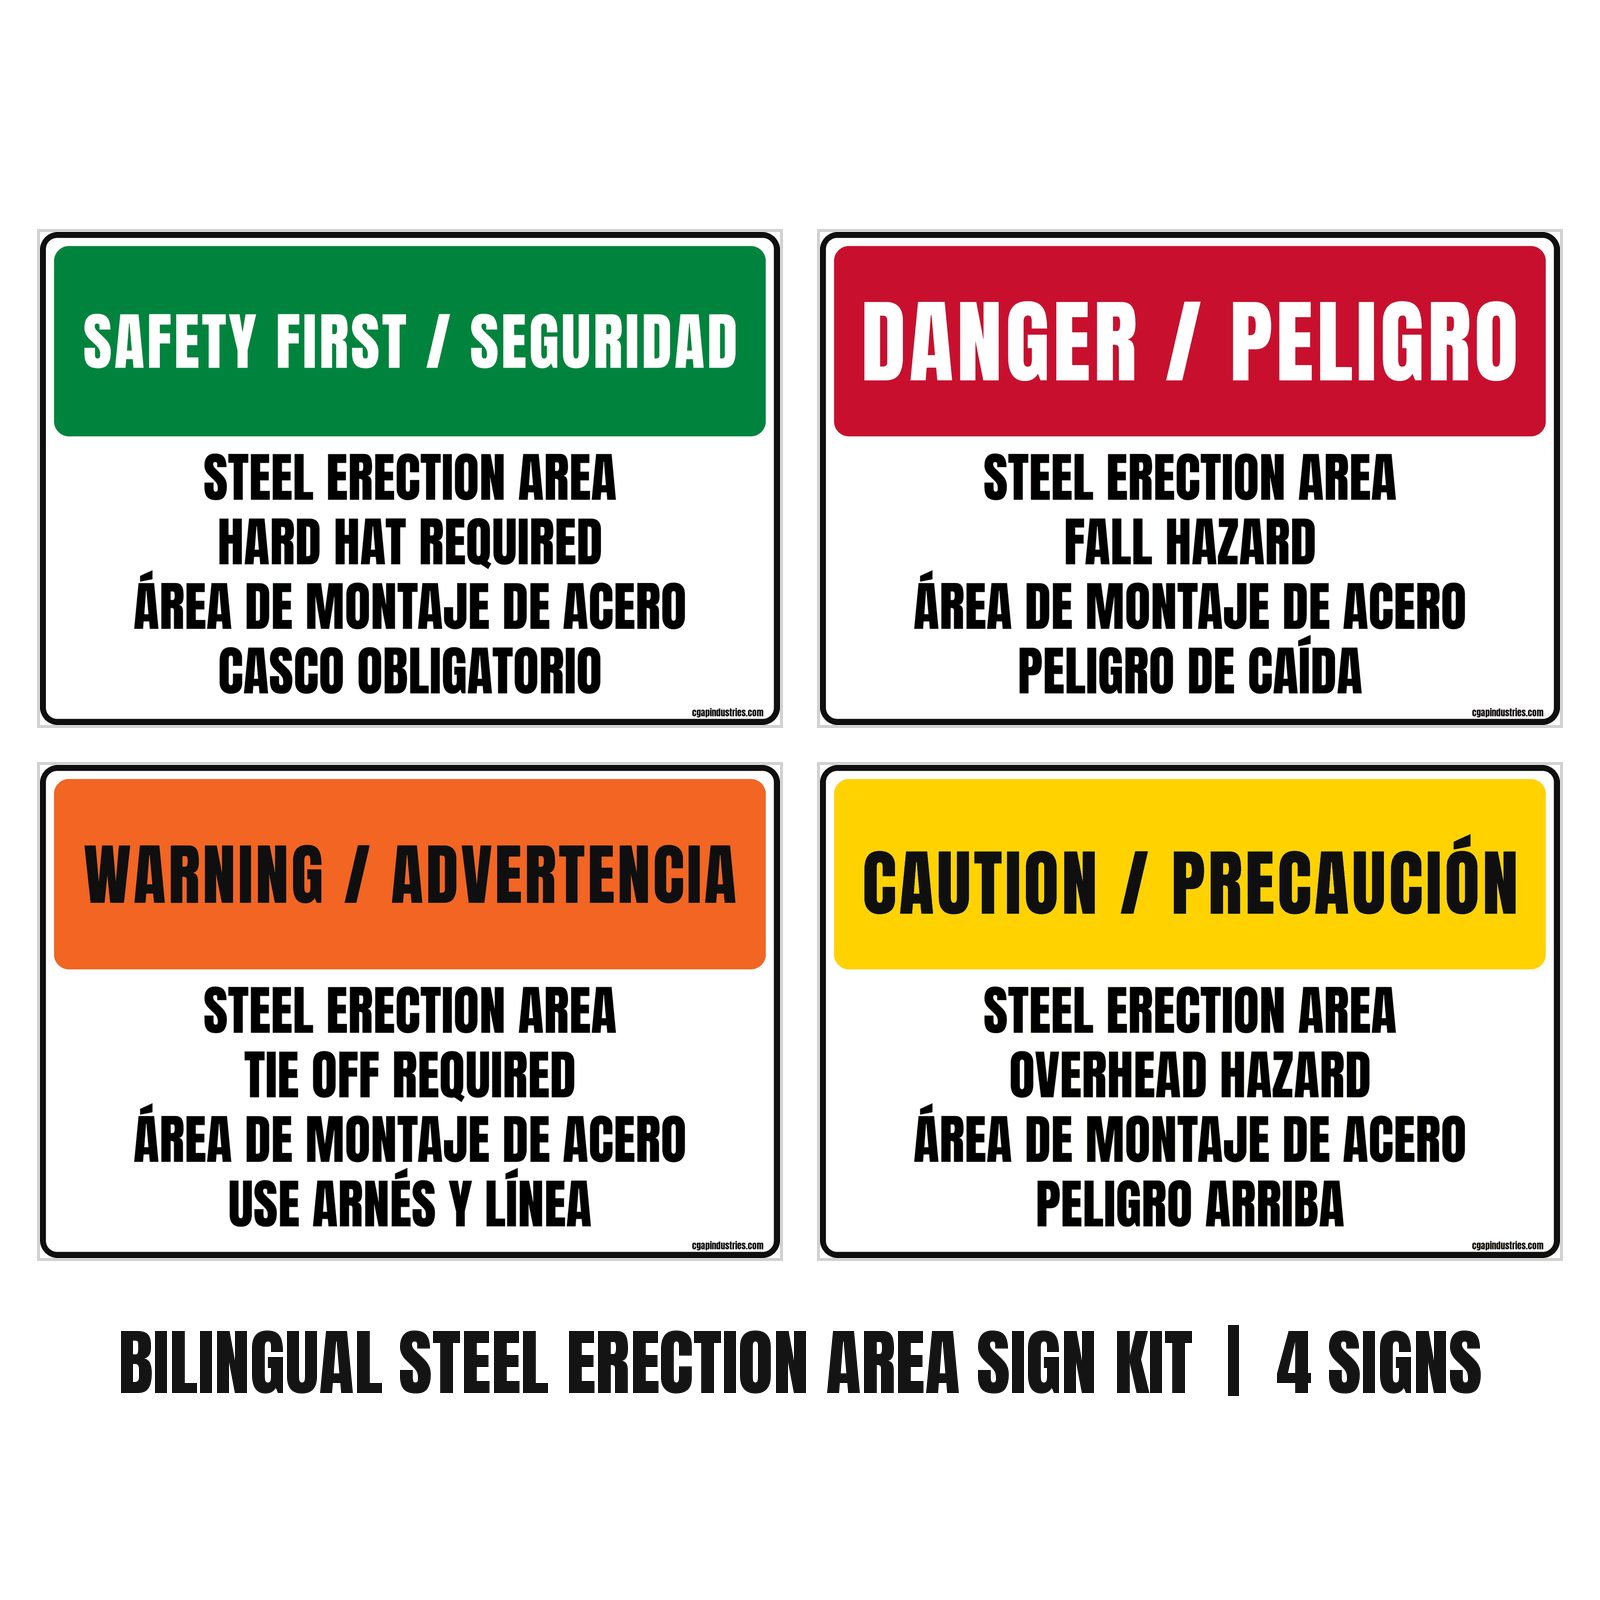 SAFETY FIRST / SEGURIDAD
STEEL ERECTION AREA
HARD HAT REQUIRED
ÁREA DE MONTAJE DE ACERO
CASCO OBLIGATORIO
cgapindustries.com
DANGER / PELIGRO
STEEL ERECTION AREA
FALL HAZARD
ÁREA DE MONTAJE DE ACERO
PELIGRO DE CAÍDA
cgapindustries.com
WARNING / ADVERTENCIA
STEEL ERECTION AREA
TIE OFF REQUIRED
ÁREA DE MONTAJE DE ACERO
USE ARNÉS Y LÍNEA
cgapindustries.com
CAUTION / PRECAUCIÓN
STEEL ERECTION AREA
OVERHEAD HAZARD
ÁREA DE MONTAJE DE ACERO
PELIGRO ARRIBA
cgapindustries.com
BILINGUAL STEEL ERECTION AREA SIGN KIT | 4 SIGNS